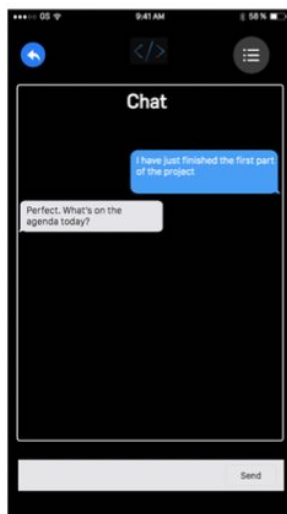 GS 9:41 AM 58%
</>
Chat
I have just finished the first part
of the project
Perfect. What's on the
agenda today?
Send